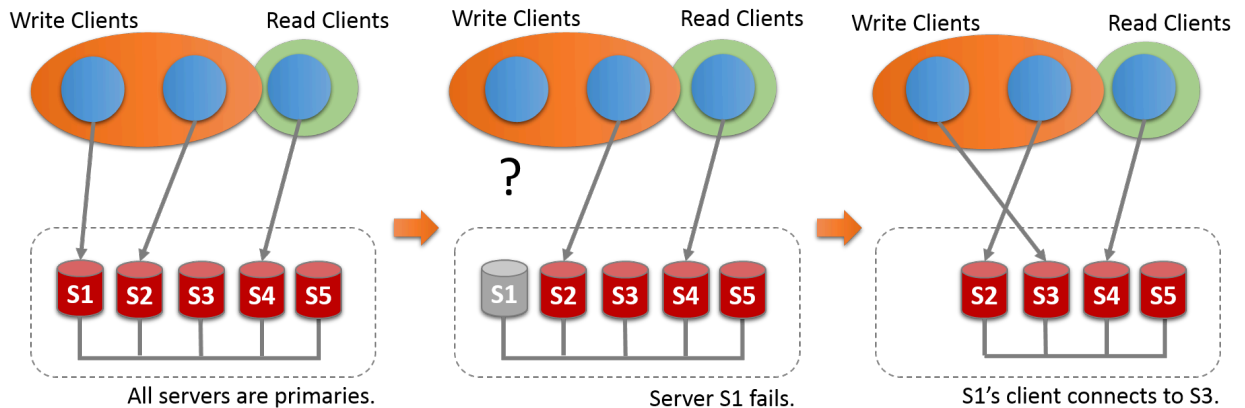 Write Clients
Read Clients
S1
S2
S3
S4
S5
All servers are primaries.
Write Clients
Read Clients
?
S1
S2
S3
S4
S5
Server S1 fails.
Write Clients
Read Clients
S2
S3
S4
S5
S1's client connects to S3.